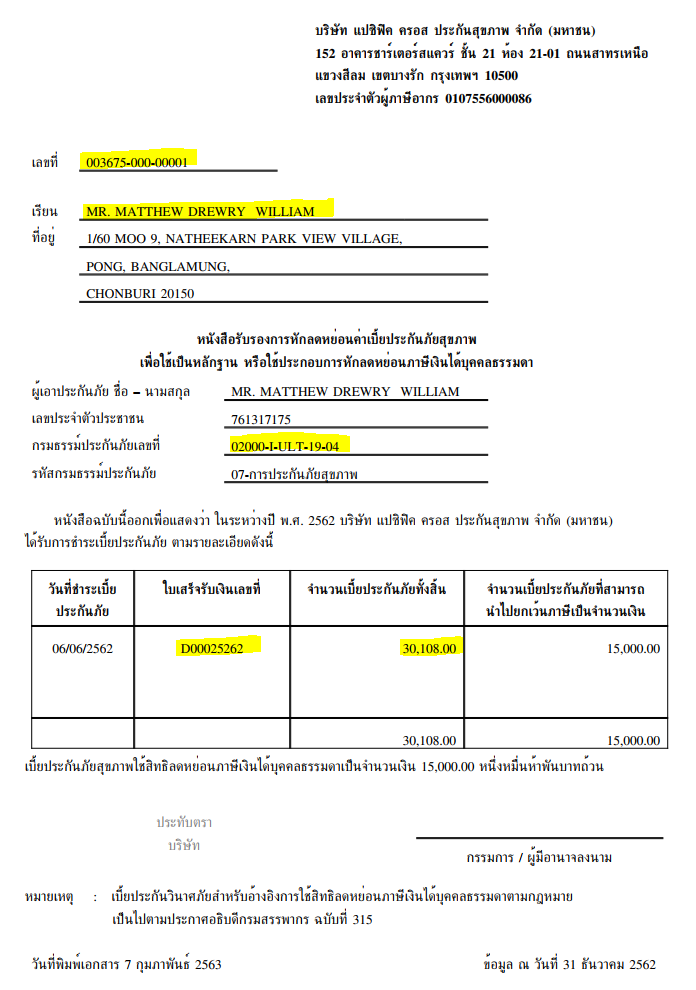 บริษัท แปซิฟิค ครอส ประกันสุขภาพ จำกัด (มหาชน)
152 อาคารชาร์เตอร์สแควร์ ชั้น 21 ห้อง 21-01 ถนนสาทรเหนือ
แขวงสีลม เขตบางรัก กรุงเทพฯ 10500
เลขประจำตัวผู้ภาษีอากร 0107556000086
เลขที่ 003675-000-00001
เรียน MR. MATTHEW DREWRY WILLIAM
ที่อยู่ 1/60 MOO 9, NATHEEKARN PARK VIEW VILLAGE,
PONG, BANGLAMUNG,
CHONBURI 20150
หนังสือรับรองการหักลดหย่อนค่าเบี้ยประกันภัยสุขภาพ
เพื่อใช้เป็นหลักฐาน หรือใช้ประกอบการหักลดหย่อนภาษีเงินได้บุคคลธรรมดา
ผู้เอาประกันภัย ชื่อ – นามสกุล MR. MATTHEW DREWRY WILLIAM
เลขประจำตัวประชาชน 761317175
กรมธรรม์ประกันภัยเลขที่ 02000-I-ULT-19-04
รหัสกรมธรรม์ประกันภัย 07-การประกันภัยสุขภาพ
หนังสือฉบับนี้ออกเพื่อแสดงว่า ในระหว่างปี พ.ศ. 2562 บริษัท แปซิฟิค ครอส ประกันสุขภาพ จำกัด (มหาชน)
ได้รับการชำระเบี้ยประกันภัย ตามรายละเอียดดังนี้
วันที่ชำระเบี้ย ใบเสร็จรับเงินเลขที่ จำนวนเบี้ยประกันภัยทั้งสิ้น จำนวนเบี้ยประกันภัยที่สามารถ
ประกันภัย นำไปยกเว้นภาษีเป็นจำนวนเงิน
06/06/2562 D00025262 30,108.00 15,000.00
30,108.00 15,000.00
เบี้ยประกันภัยสุขภาพใช้สิทธิลดหย่อนภาษีเงินได้บุคคลธรรมดาเป็นจำนวนเงิน 15,000.00 หนึ่งหมื่นห้าพันบาทถ้วน
ประทับตรา
บริษัท
กรรมการ / ผู้มีอำนาจลงนาม
หมายเหตุ : เบี้ยประกันวินาศภัยสำหรับอ้างอิงการใช้สิทธิลดหย่อนภาษีเงินได้บุคคลธรรมดาตามกฎหมาย
เป็นไปตามประกาศอธิบดีกรมสรรพากร ฉบับที่ 315
วันที่พิมพ์เอกสาร 7 กุมภาพันธ์ 2563 ข้อมูล ณ วันที่ 31 ธันวาคม 2562